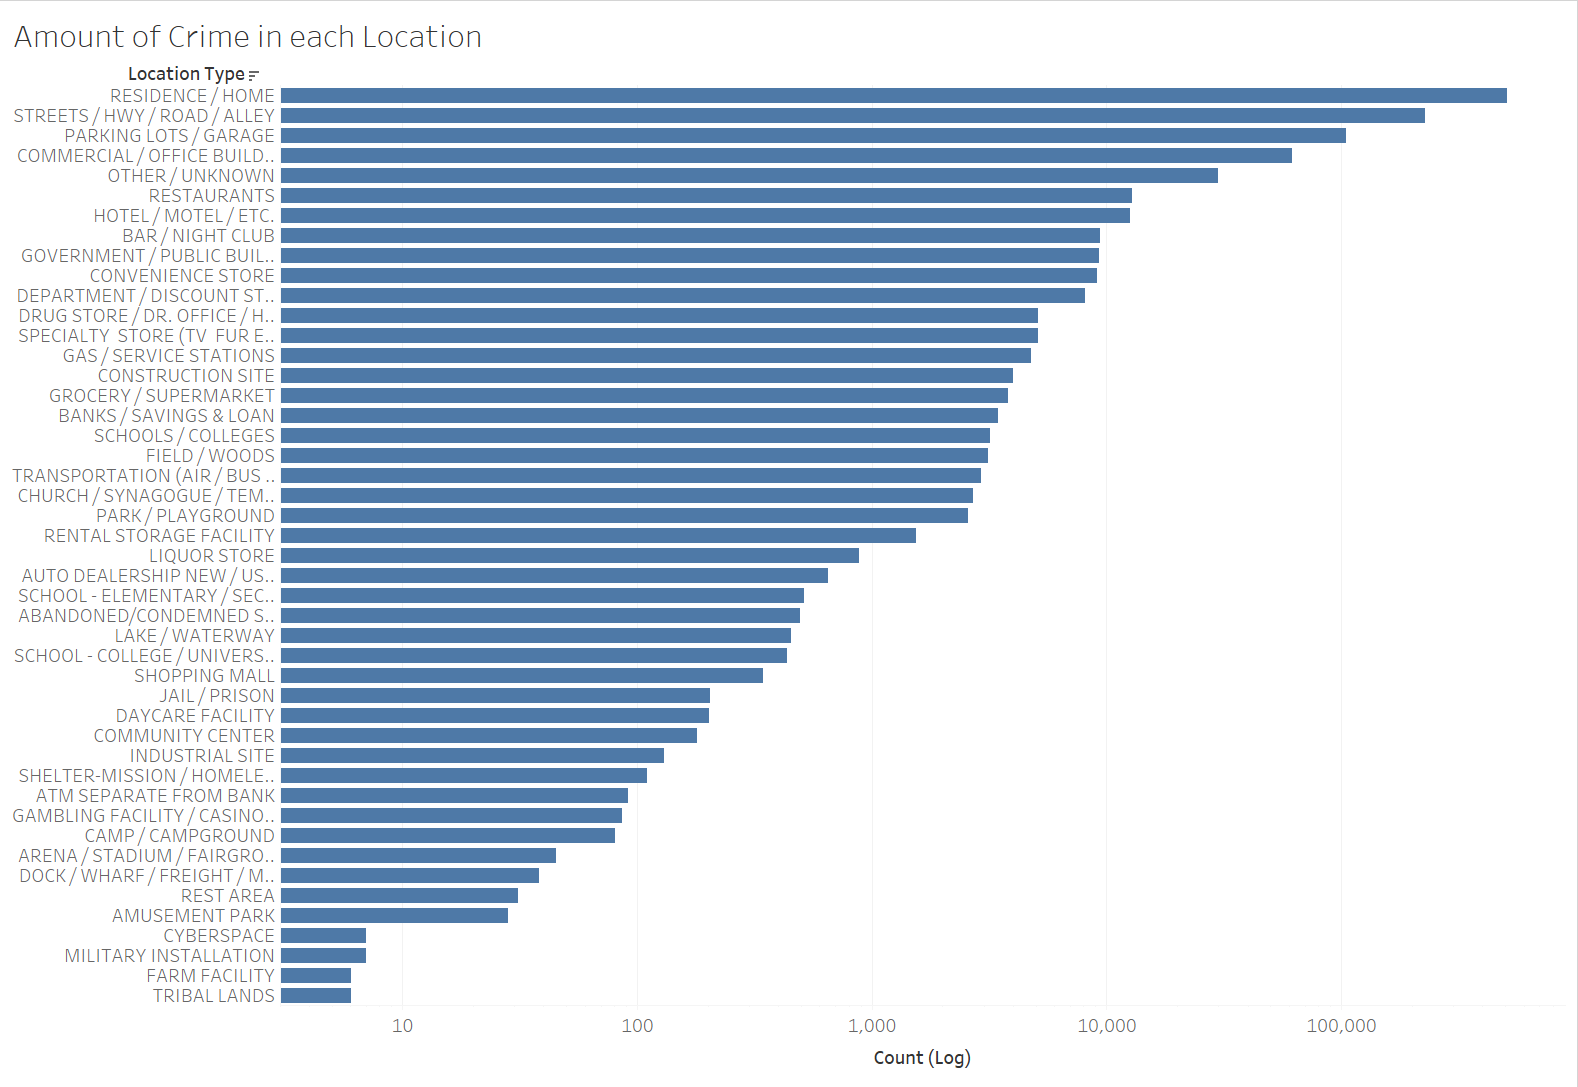 Amount of Crime in each Location
Location Type
RESIDENCE / HOME
STREETS / HWY / ROAD / ALLEY
PARKING LOTS / GARAGE
COMMERCIAL / OFFICE BUILD..
OTHER / UNKNOWN
RESTAURANTS
HOTEL / MOTEL / ETC.
BAR / NIGHT CLUB
GOVERNMENT / PUBLIC BUIL..
CONVENIENCE STORE
DEPARTMENT / DISCOUNT ST..
DRUG STORE / DR. OFFICE / H..
SPECIALTY  STORE (TV  FUR E..
GAS / SERVICE STATIONS
CONSTRUCTION SITE
GROCERY / SUPERMARKET
BANKS / SAVINGS & LOAN
SCHOOLS / COLLEGES
FIELD / WOODS
TRANSPORTATION (AIR / BUS ..
CHURCH / SYNAGOGUE / TEM..
PARK / PLAYGROUND
RENTAL STORAGE FACILITY
LIQUOR STORE
AUTO DEALERSHIP NEW / US..
SCHOOL - ELEMENTARY / SEC..
ABANDONED/CONDEMNED S..
LAKE / WATERWAY
SCHOOL - COLLEGE / UNIVERS..
SHOPPING MALL
JAIL / PRISON
DAYCARE FACILITY
COMMUNITY CENTER
INDUSTRIAL SITE
SHELTER-MISSION / HOMELE..
ATM SEPARATE FROM BANK
GAMBLING FACILITY / CASINO..
CAMP / CAMPGROUND
ARENA / STADIUM / FAIRGRO..
DOCK / WHARF / FREIGHT / M..
REST AREA
AMUSEMENT PARK
CYBERSPACE
MILITARY INSTALLATION
FARM FACILITY
TRIBAL LANDS
10 100 1,000 10,000 100,000
Count (Log)